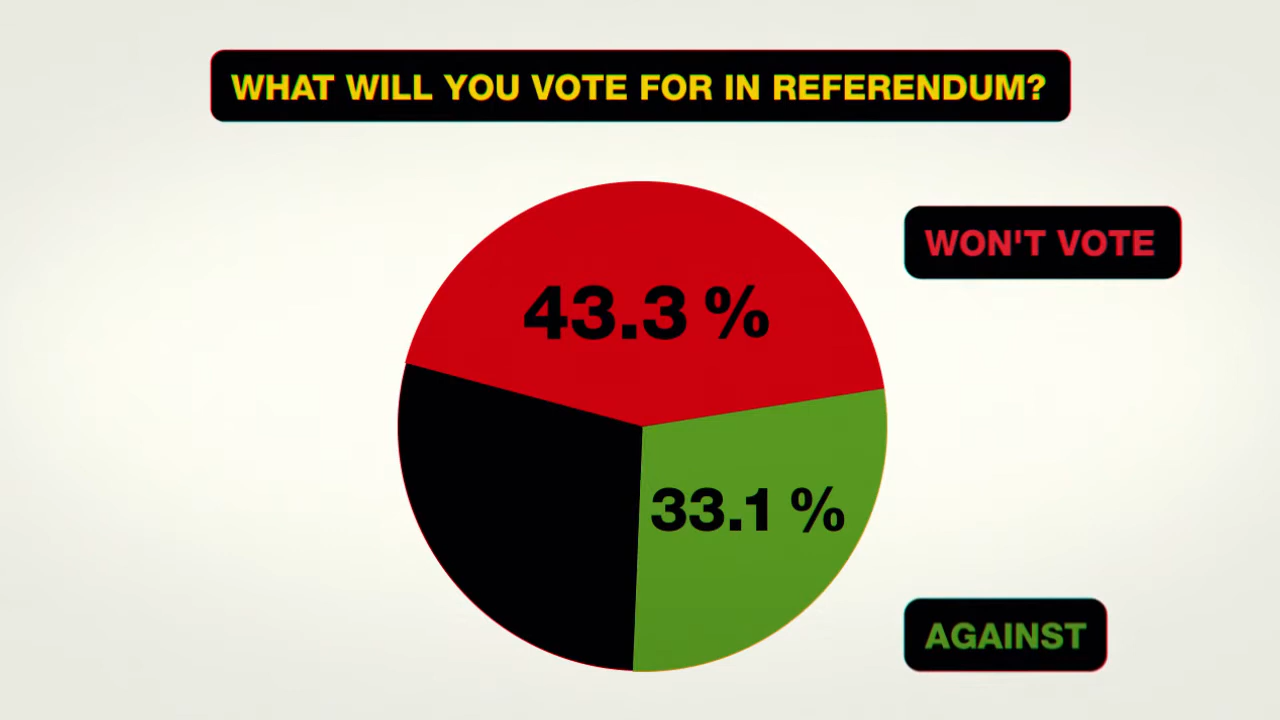 WHAT WILL YOU VOTE FOR IN REFERENDUM?
WON'T VOTE
43.3 %
33.1 %
AGAINST